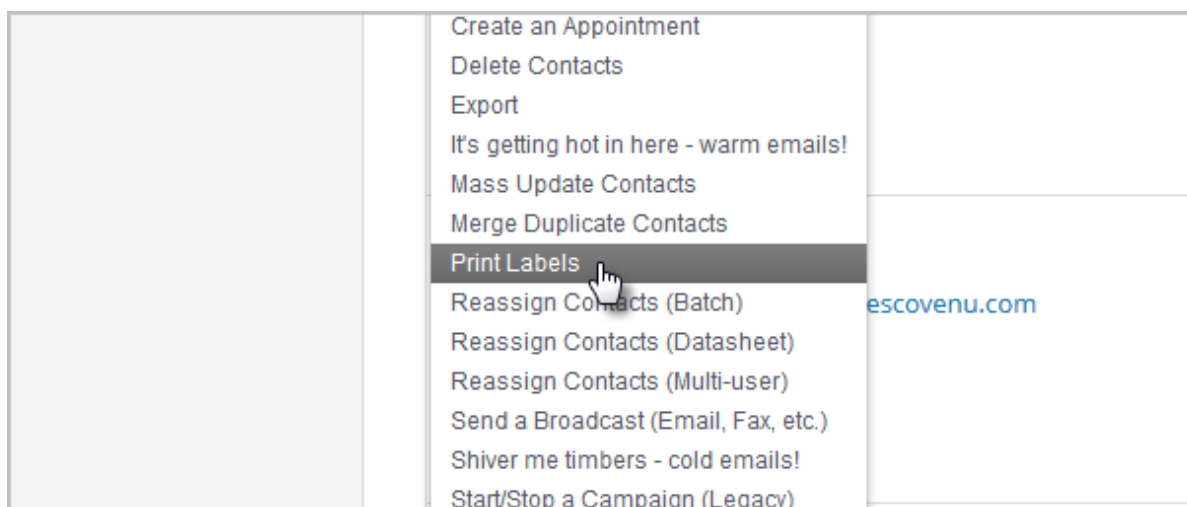 Create an Appointment
Delete Contacts
Export
It's getting hot in here - warm emails!
Mass Update Contacts
Merge Duplicate Contacts
Print Labels
Reassign Contacts (Batch)
escovenu.com
Reassign Contacts (Datasheet)
Reassign Contacts (Multi-user)
Send a Broadcast (Email, Fax, etc.)
Shiver me timbers - cold emails!
Start/Stop a Campaign (Legacy)